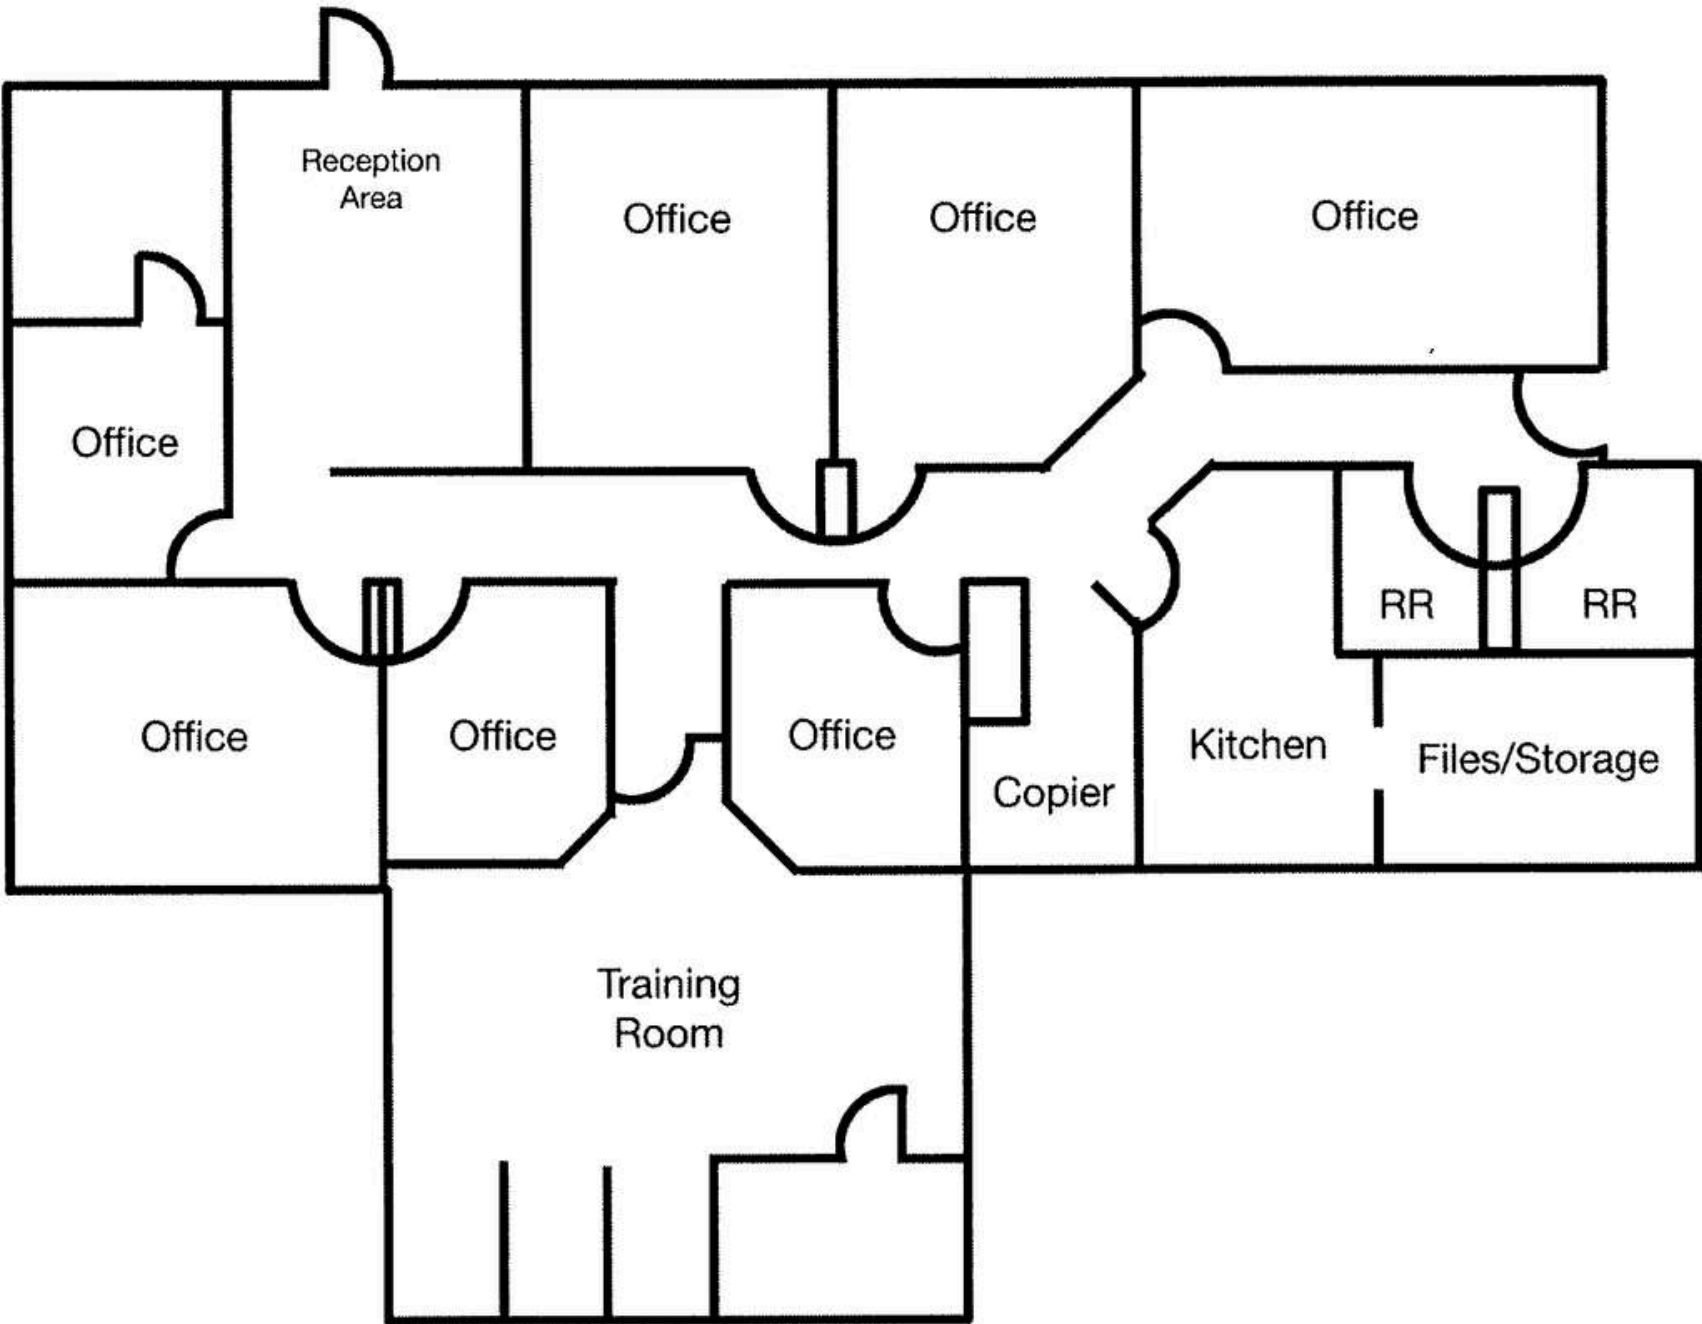 Reception
Area
Office
Office
Office
Office
RR
RR
Office
Office
Office
Kitchen
Files/Storage
Copier
Training
Room